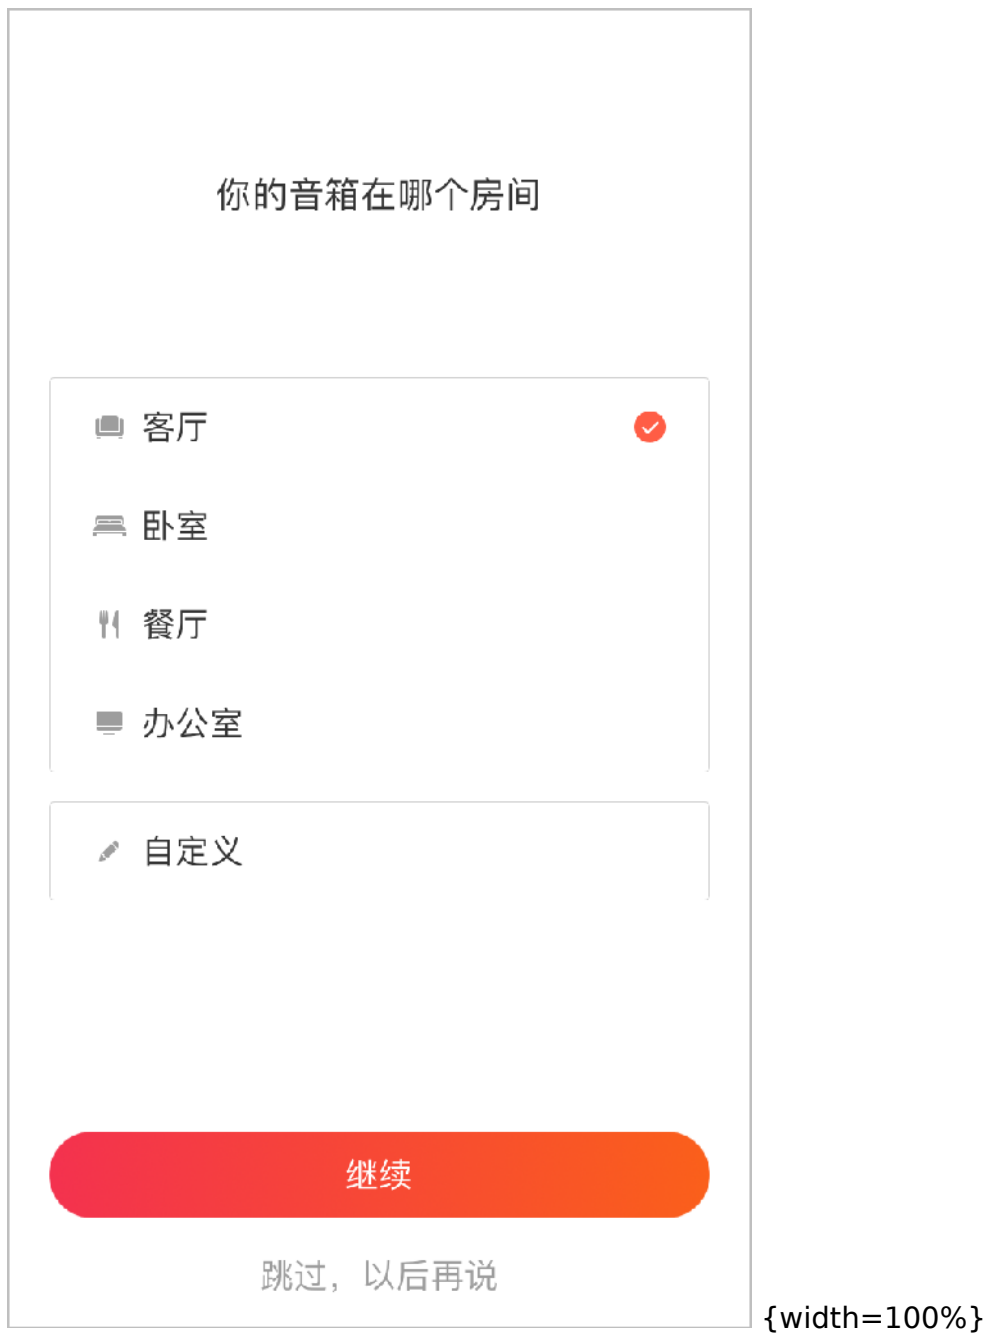 你的音箱在哪个房间
客厅
卧室
餐厅
办公室
自定义
继续
跳过，以后再说
{width=100%}